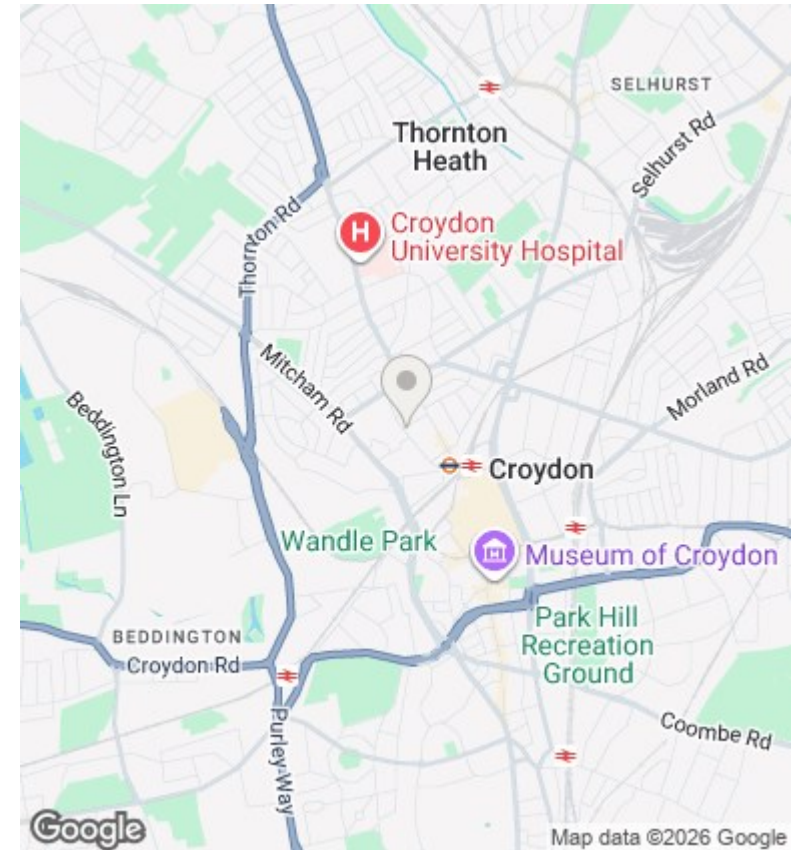 SELHURST
Thornton
Heath
Selhurst Rd
Croydon
University Hospital
H
Thornton Rd
Mitcham Rd
Morland Rd
Beddington Ln
Croydon
Wandle Park
Museum of Croydon
Park Hill
Recreation
Ground
BEDDINGTON
Croydon Rd
Purley Way
Coombe Rd
Google
Map data ©2026 Google